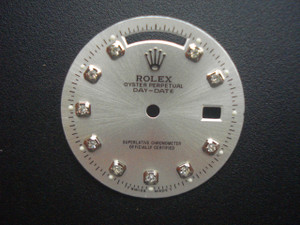 ROLEX
OYSTER PERPETUAL
DAY-DATE
SUPERLATIVE CHRONOMETER
OFFICIALLY CERTIFIED